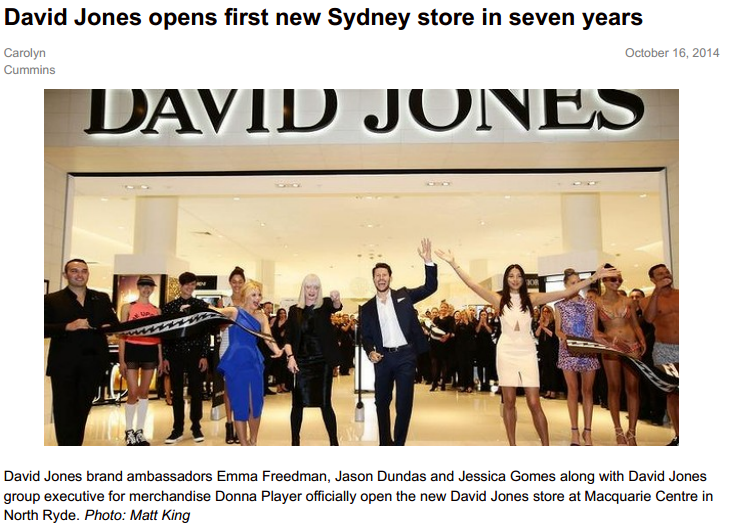 David Jones opens first new Sydney store in seven years
Carolyn
Cummins
October 16, 2014
DAVID JONES
David Jones brand ambassadors Emma Freedman, Jason Dundas and Jessica Gomes along with David Jones
group executive for merchandise Donna Player officially open the new David Jones store at Macquarie Centre in
North Ryde. Photo: Matt King